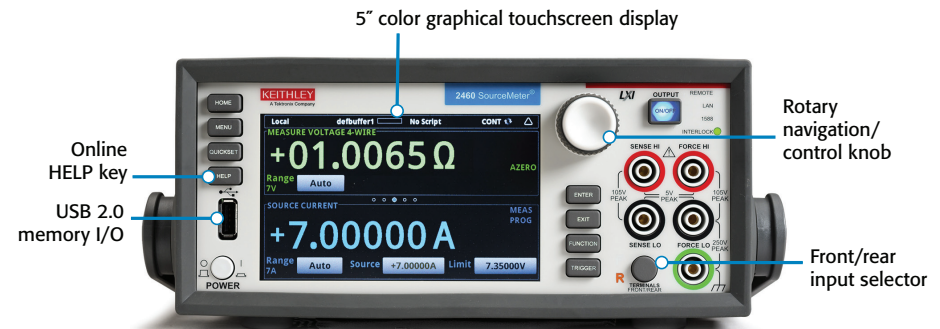 5″ color graphical touchscreen display
KEITHLEY
A Tektronix Company
2460 SourceMeter®
LXI
OUTPUT
ON/OFF
REMOTE
LAN
1588
INTERLOCK
HOME
MENU
QUICKSET
HELP
Online
HELP key
USB 2.0
memory I/O
POWER
Local
defbuffer1
No Script
CONT
MEASURE VOLTAGE 4-WIRE
+01.0065 Ω
AZERO
Range
7V
Auto
SOURCE CURRENT
MEAS
PROG
+7.00000 A
Range
7A
Auto
Source
+7.00000A
Limit
7.35000V
Rotary
navigation/
control knob
ENTER
EXIT
FUNCTION
TRIGGER
SENSE HI
FORCE HI
105V
PEAK
5V
PEAK
105V
PEAK
SENSE LO
FORCE LO
250V
PEAK
R
TERMINALS
FRONT/REAR
Front/rear
input selector